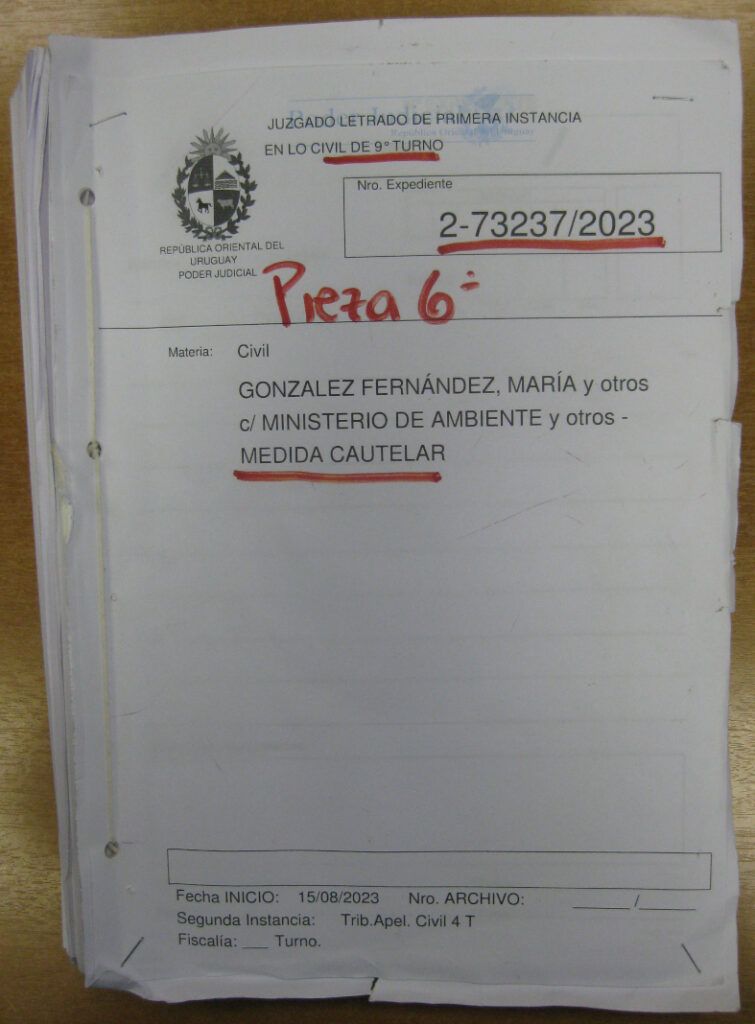 JUZGADO LETRADO DE PRIMERA INSTANCIA
EN LO CIVIL DE 9° TURNO
Nro. Expediente
2-73237/2023
REPÚBLICA ORIENTAL DEL
URUGUAY
PODER JUDICIAL
Pieza 6
Materia: Civil
GONZALEZ FERNÁNDEZ, MARÍA y otros
c/ MINISTERIO DE AMBIENTE y otros -
MEDIDA CAUTELAR
Fecha INICIO: 15/08/2023 Nro. ARCHIVO: ______ /______
Segunda Instancia: Trib.Apel. Civil 4 T
Fiscalía: ___ Turno.